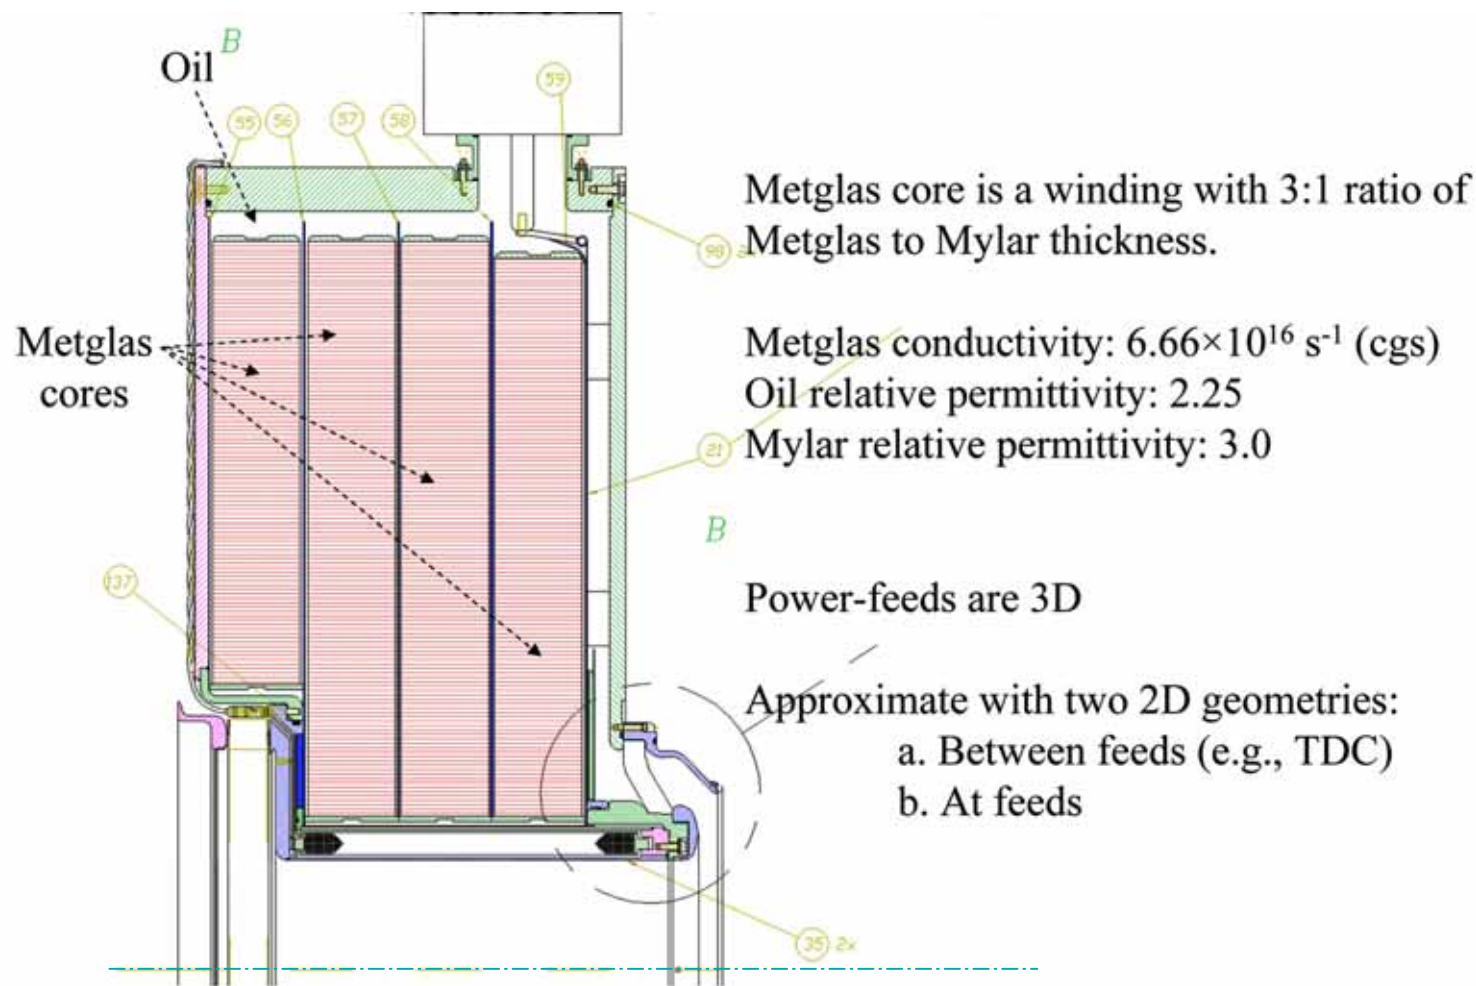 B
Oil
59
55
56
57
58
Metglas core is a winding with 3:1 ratio of
Metglas to Mylar thickness.
98
Metglas
cores
Metglas conductivity: 6.66×10¹⁶ s⁻¹ (cgs)
Oil relative permittivity: 2.25
21
Mylar relative permittivity: 3.0
B
137
Power-feeds are 3D
Approximate with two 2D geometries:
a. Between feeds (e.g., TDC)
b. At feeds
35 2x